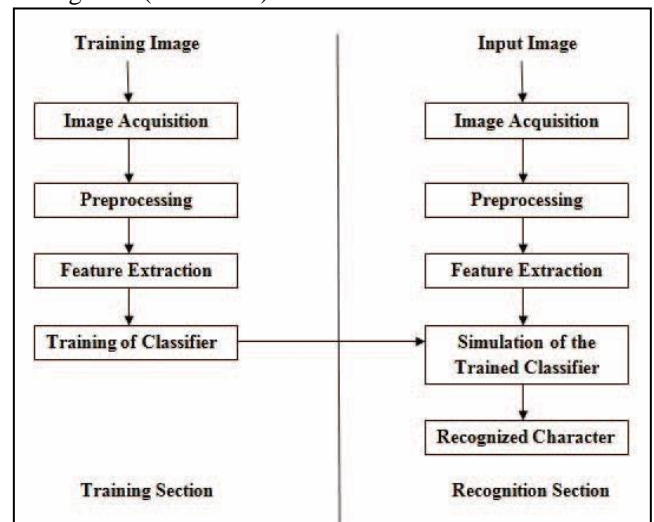 Training Image
Image Acquisition
Preprocessing
Feature Extraction
Training of Classifier
Training Section
Input Image
Image Acquisition
Preprocessing
Feature Extraction
Simulation of the
Trained Classifier
Recognized Character
Recognition Section